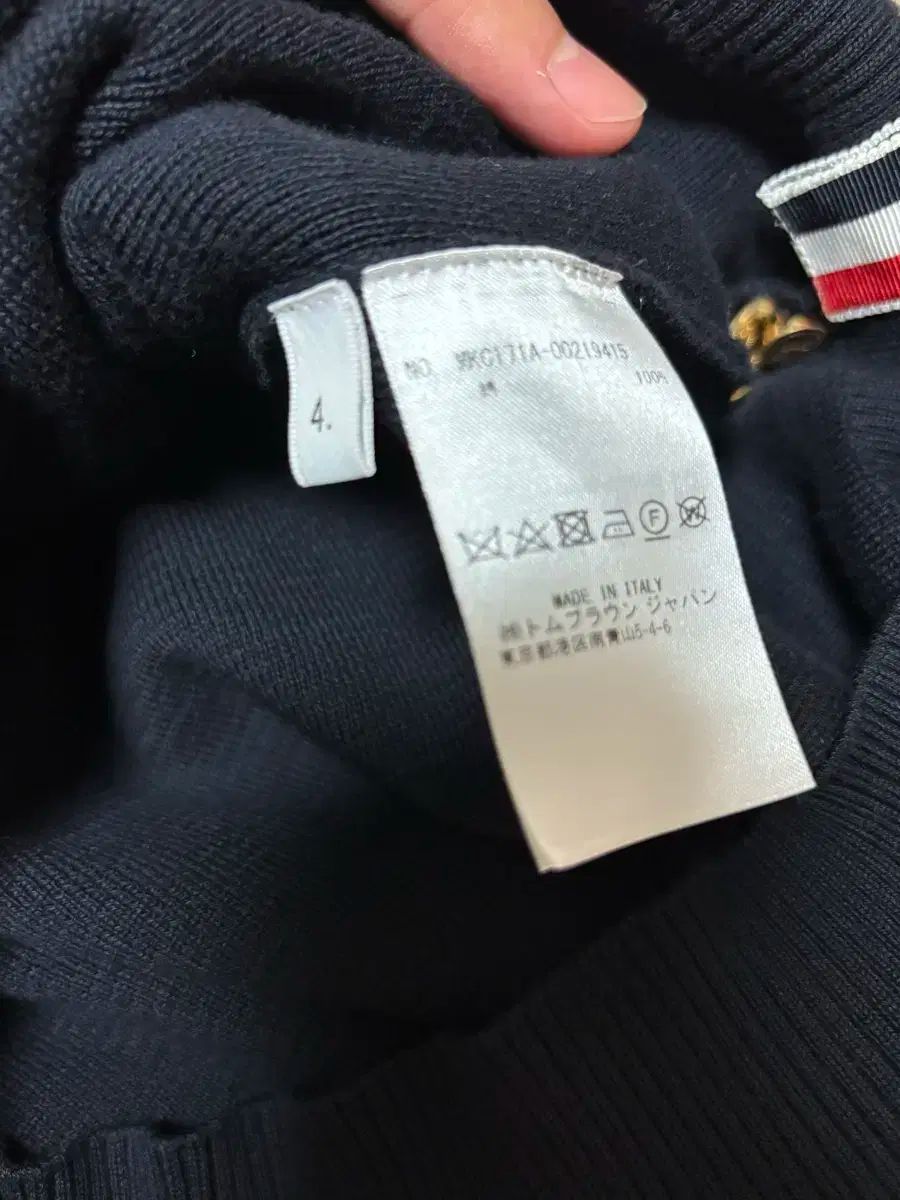 4.
NO. MKC171A-00219415
綿 100%
F W
MADE IN ITALY
㈱トムブラウン ジャパン
東京都港区南青山5-4-6